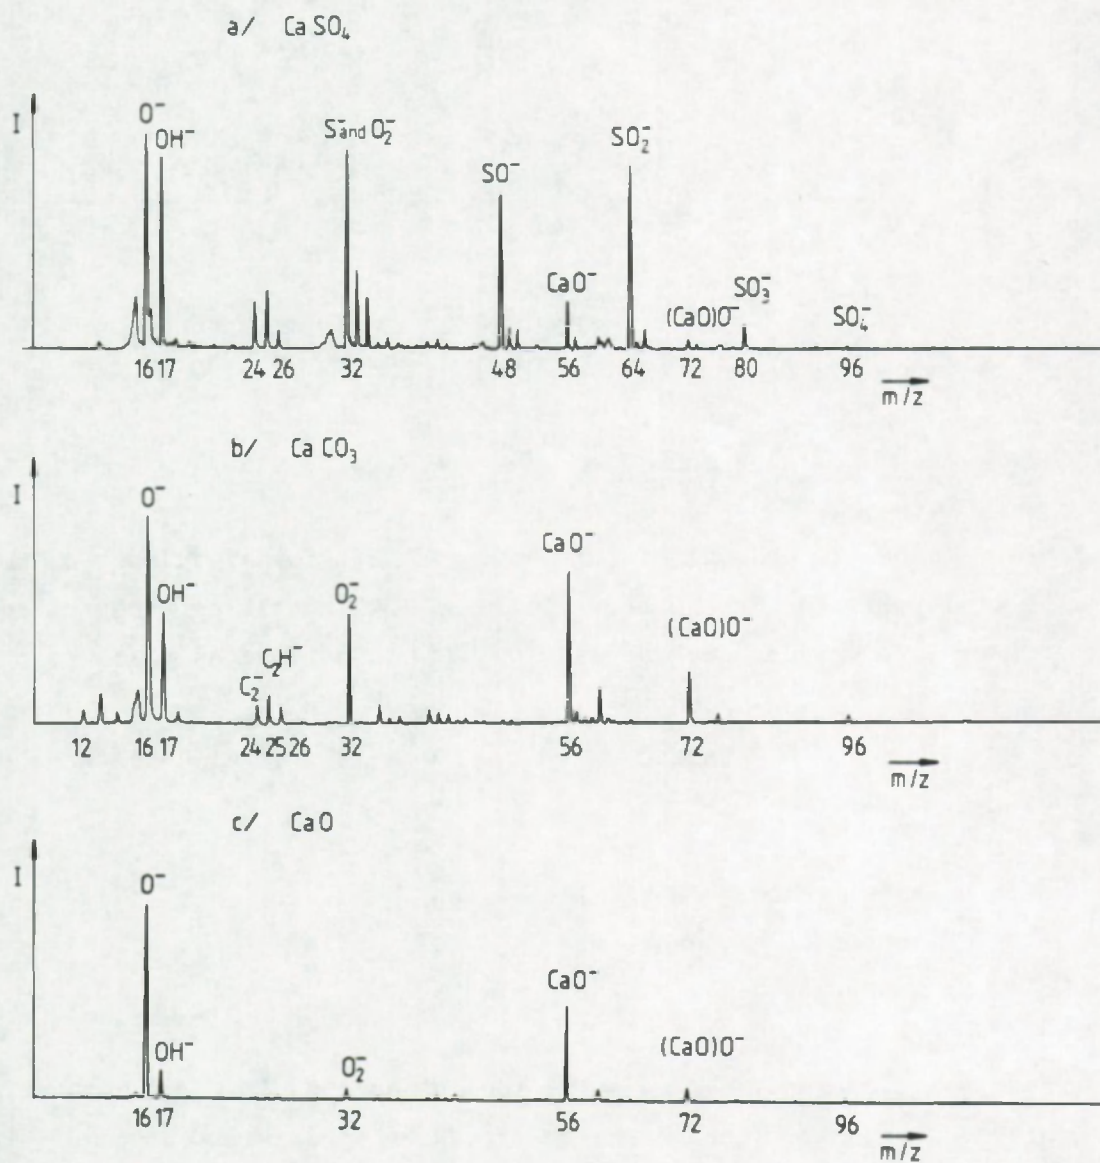 a/ CaSO₄
I
O⁻
OH⁻
S⁻ and O₂⁻
SO⁻
CaO⁻
SO₂⁻
(CaO)O⁻
SO₃⁻
SO₄⁻
16 17 24 26 32 48 56 64 72 80 96
m/z
b/ CaCO₃
I
O⁻
OH⁻
C₂⁻
C₂H⁻
O₂⁻
CaO⁻
(CaO)O⁻
12 16 17 24 25 26 32 56 72 96
m/z
c/ CaO
I
O⁻
OH⁻
O₂⁻
CaO⁻
(CaO)O⁻
16 17 32 56 72 96
m/z